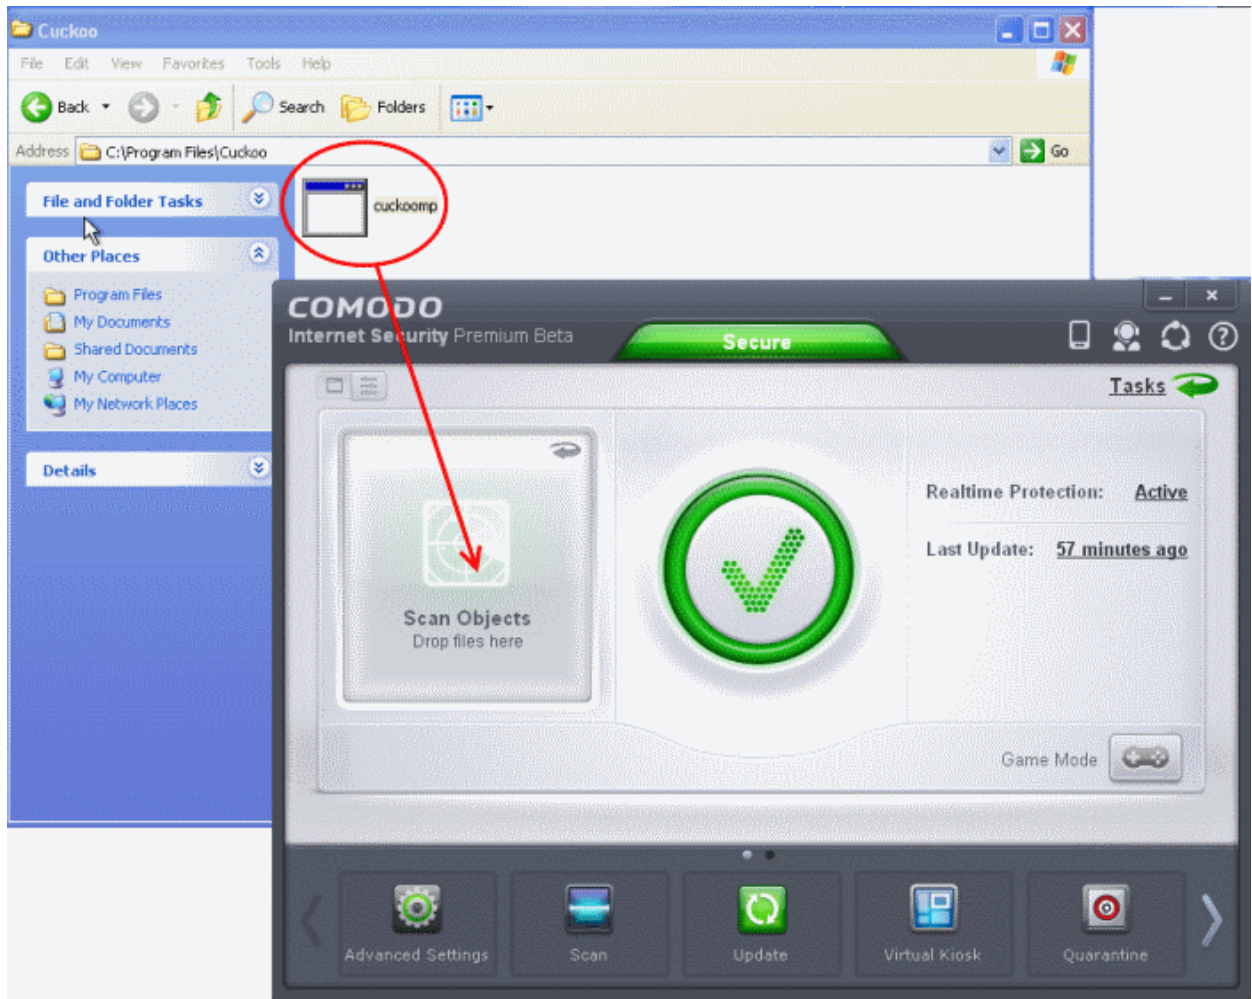 Cuckoo
File Edit View Favorites Tools Help
Back Search Folders
Address C:\Program Files\Cuckoo Go
File and Folder Tasks
cuckoomp
Other Places
Program Files
My Documents
Shared Documents
My Computer
My Network Places
Details
COMODO
Internet Security Premium Beta
Secure
Tasks
Scan Objects
Drop files here
Realtime Protection: Active
Last Update: 57 minutes ago
Game Mode
Advanced Settings Scan Update Virtual Kiosk Quarantine